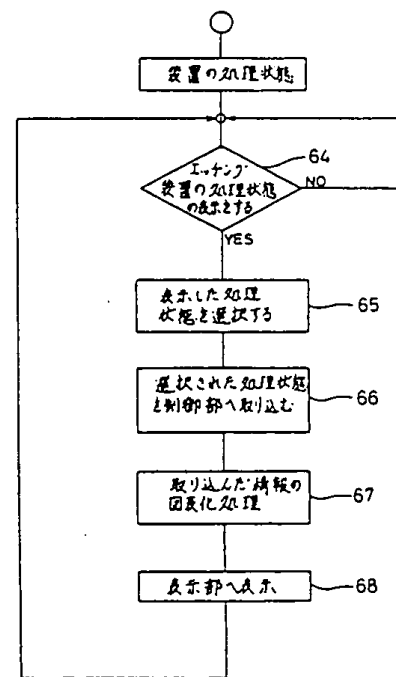 装置の処理状態
エッチング
装置の処理状態
の表示をする
64
NO
YES
表示した処理
状態を選択する
65
選択された処理状態
を制御部へ取り込む
66
取り込んだ情報の
図表化処理
67
表示部へ表示
68